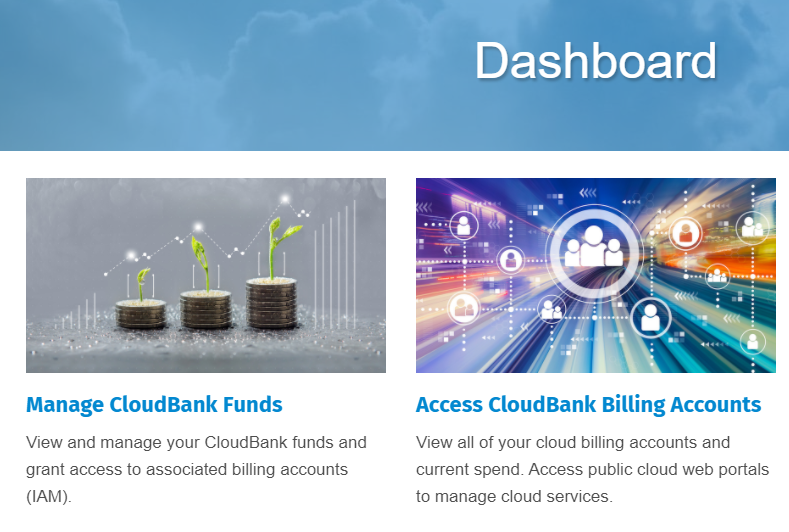 Dashboard
Manage CloudBank Funds
View and manage your CloudBank funds and
grant access to associated billing accounts
(IAM).
Access CloudBank Billing Accounts
View all of your cloud billing accounts and
current spend. Access public cloud web portals
to manage cloud services.